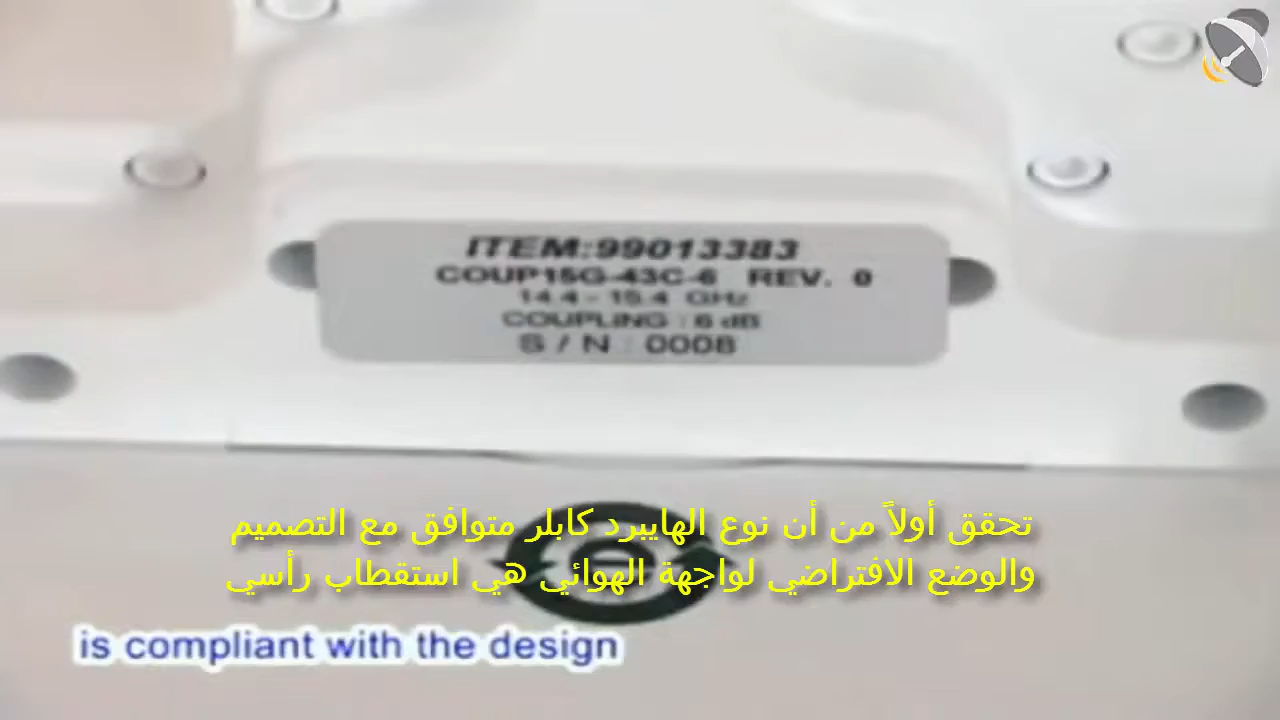 ITEM:99013383
COUP15G-43C-6 REV. 0
14.4 - 15.4 GHz
COUPLING : 6 dB
S / N : 0008
تحقق أولاً من أن نوع الهايبرد كابلر متوافق مع التصميم
والوضع الافتراضي لواجهة الهوائي هي استقطاب رأسي
is compliant with the design